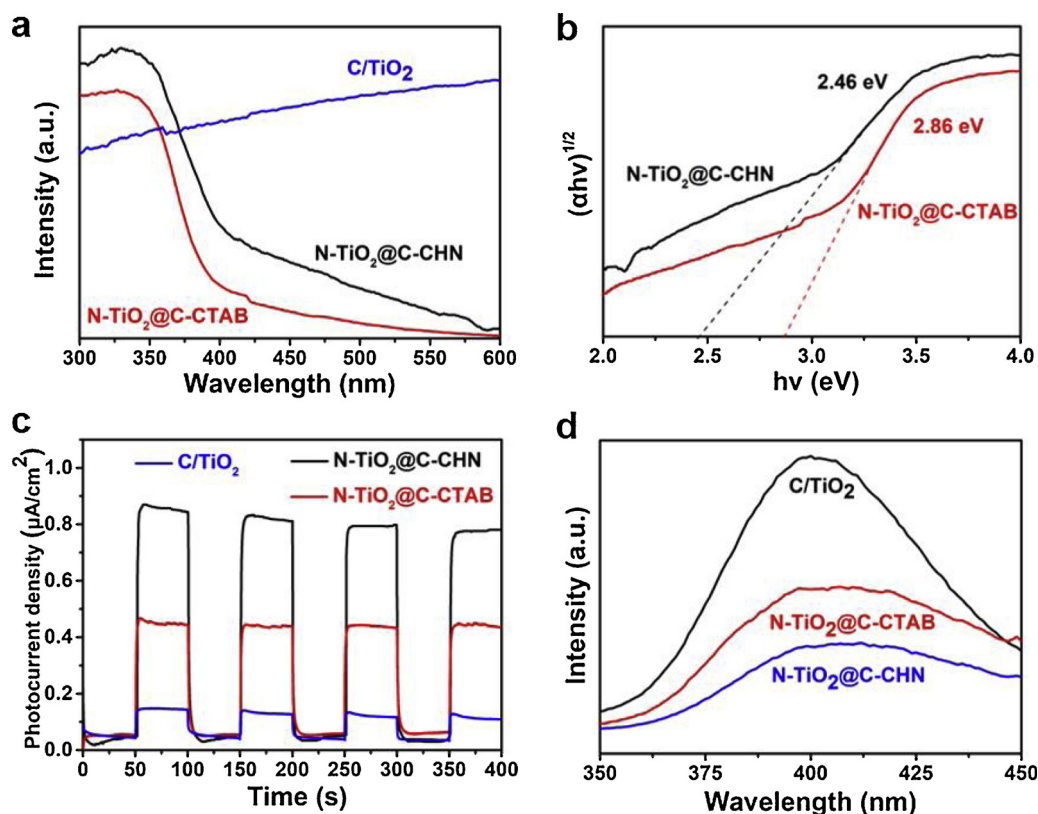 a
C/TiO₂
N-TiO₂@C-CHN
N-TiO₂@C-CTAB
Intensity (a.u.)
300 350 400 450 500 550 600
Wavelength (nm)
b
2.46 eV
2.86 eV
N-TiO₂@C-CHN
N-TiO₂@C-CTAB
(αhν)^1/2
2.0 2.5 3.0 3.5 4.0
hν (eV)
c
C/TiO₂
N-TiO₂@C-CHN
N-TiO₂@C-CTAB
Photocurrent density (μA/cm²)
1.0
0.8
0.6
0.4
0.2
0.0
0 50 100 150 200 250 300 350 400
Time (s)
d
C/TiO₂
N-TiO₂@C-CTAB
N-TiO₂@C-CHN
Intensity (a.u.)
350 375 400 425 450
Wavelength (nm)